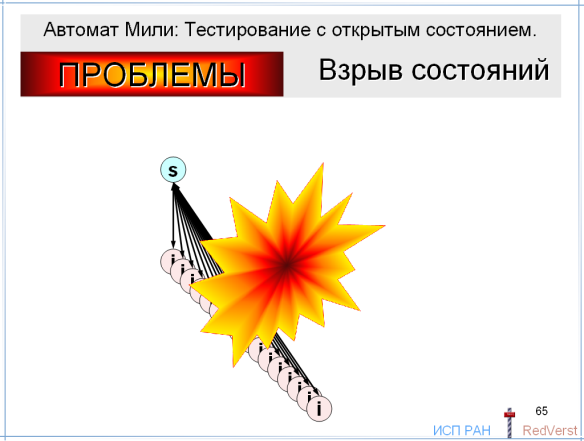 Автомат Мили: Тестирование с открытым состоянием.
ПРОБЛЕМЫ
Взрыв состояний
s
i
i
i
i
i
i
i
i
i
65
ИСП РАН
RedVerst